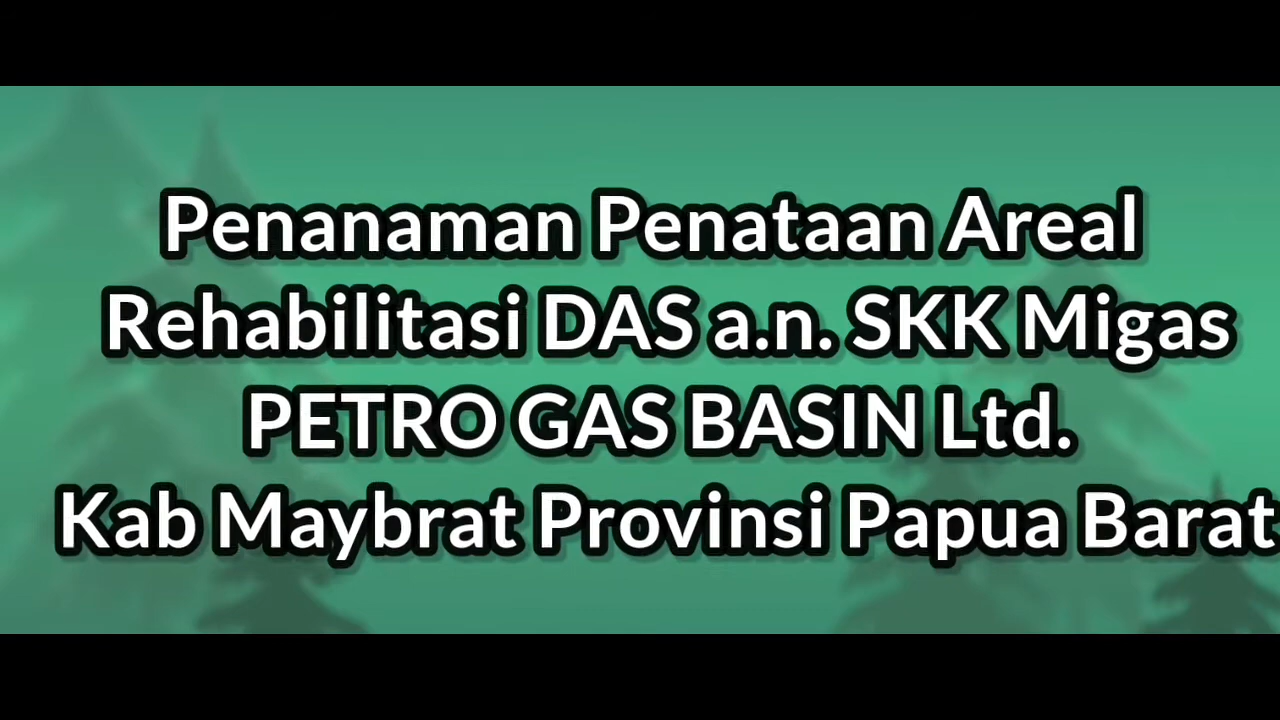 Penanaman Penataan Areal
Rehabilitasi DAS a.n. SKK Migas
PETRO GAS BASIN Ltd.
Kab Maybrat Provinsi Papua Barat